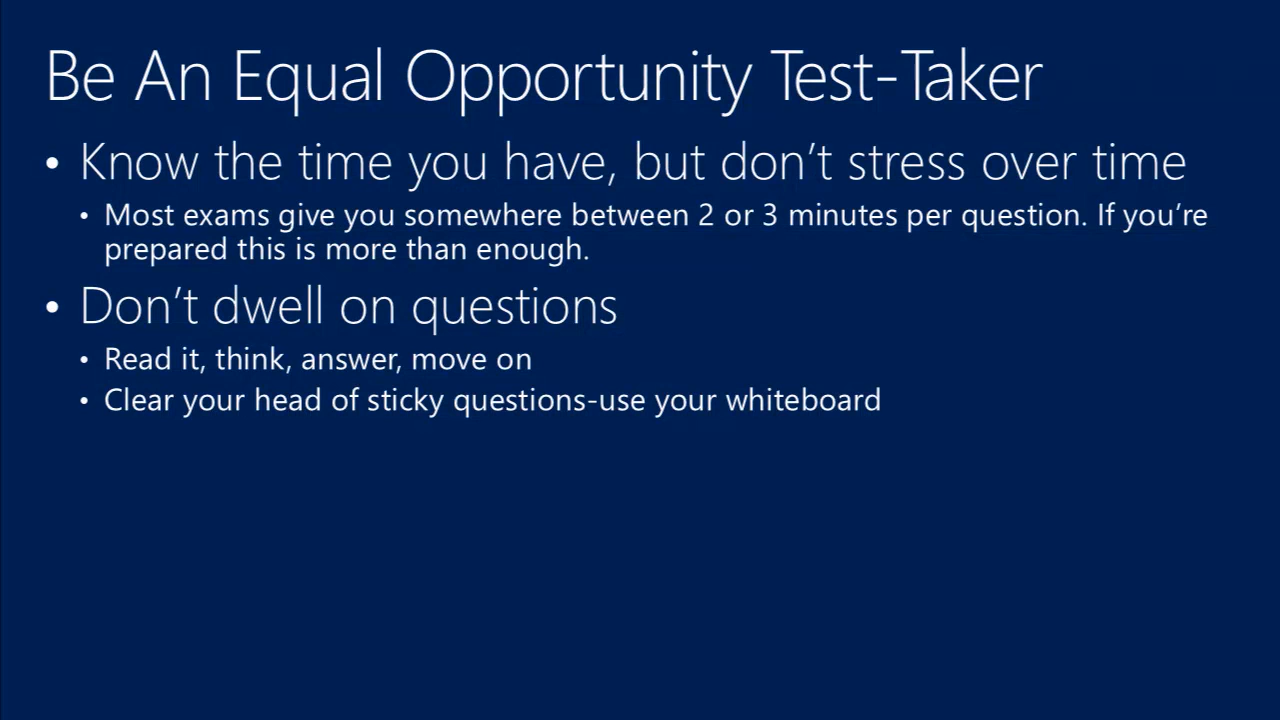 Be An Equal Opportunity Test-Taker
• Know the time you have, but don’t stress over time
• Most exams give you somewhere between 2 or 3 minutes per question. If you’re
prepared this is more than enough.
• Don’t dwell on questions
• Read it, think, answer, move on
• Clear your head of sticky questions-use your whiteboard